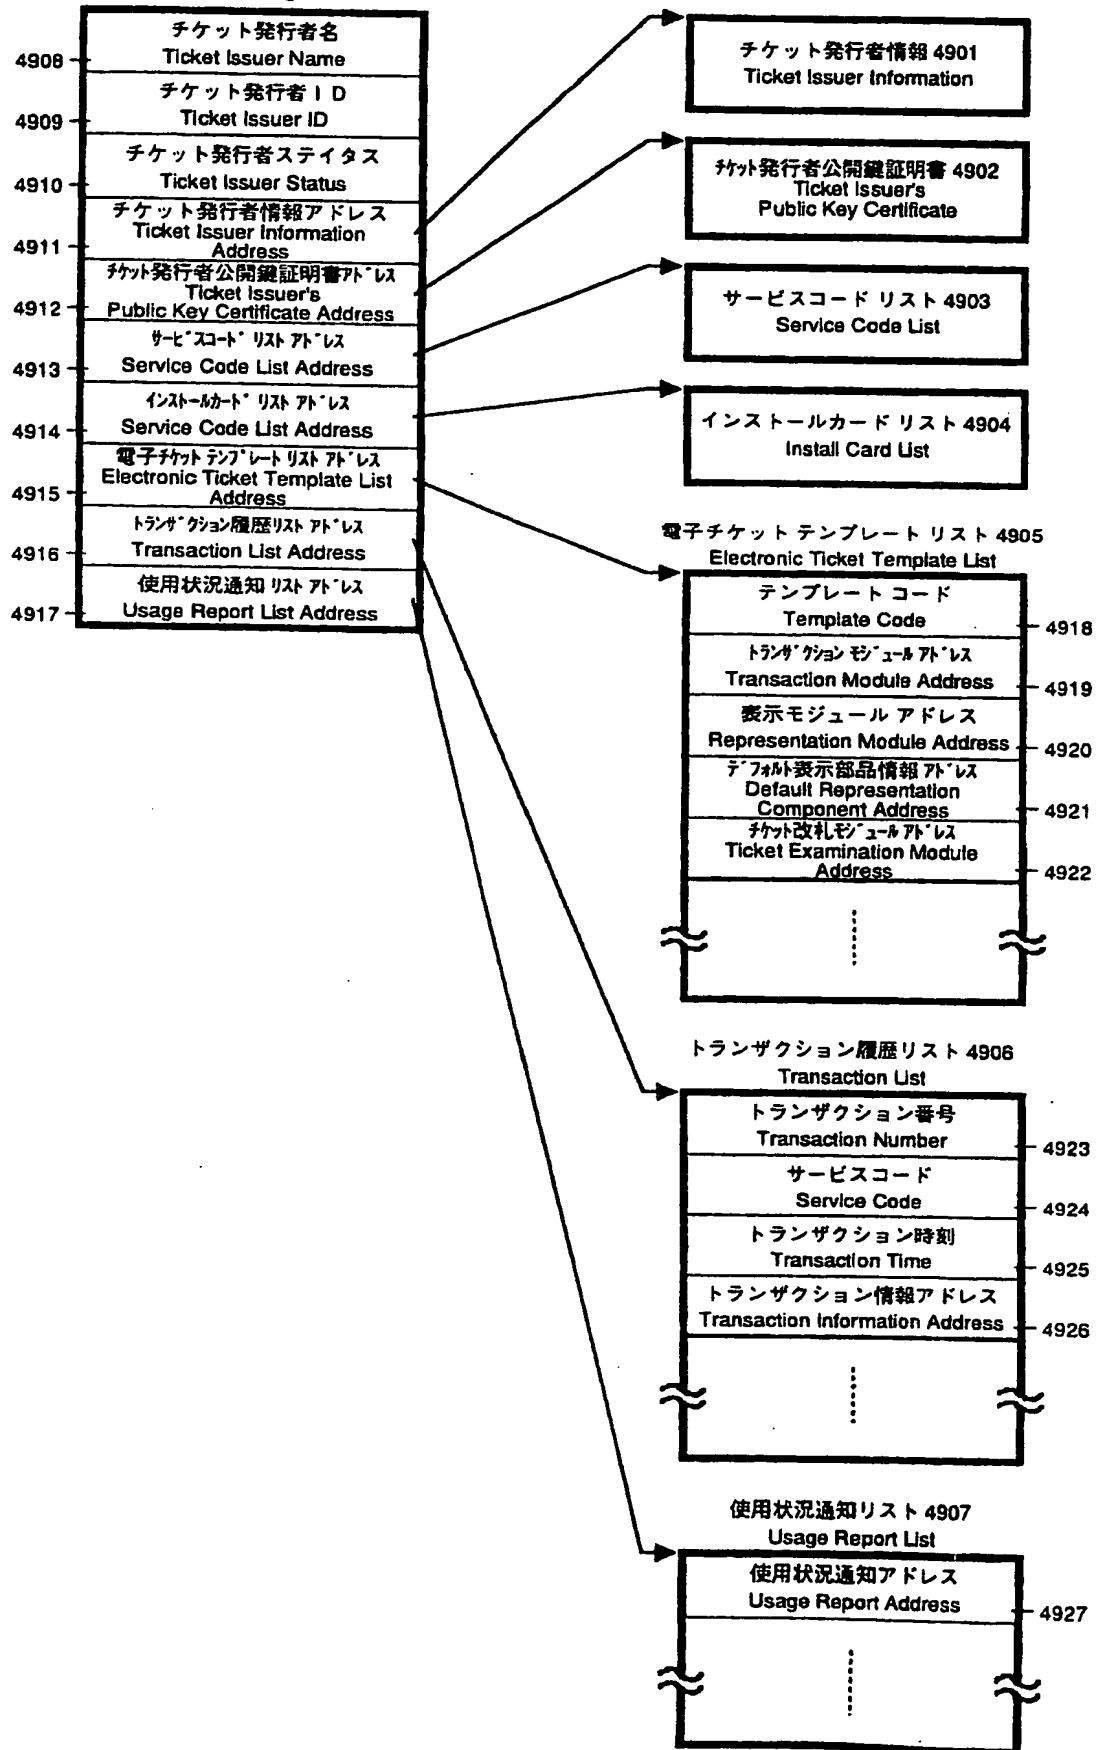 チケット発行者名
Ticket Issuer Name
4908
チケット発行者ID
Ticket Issuer ID
4909
チケット発行者ステイタス
Ticket Issuer Status
4910
チケット発行者情報アドレス
Ticket Issuer Information
Address
4911
チケット発行者公開鍵証明書アドレス
Ticket Issuer's
Public Key Certificate Address
4912
サービスコード リスト アドレス
Service Code List Address
4913
インストールカード リスト アドレス
Service Code List Address
4914
電子チケット テンプレート リスト アドレス
Electronic Ticket Template List
Address
4915
トランザクション履歴リスト アドレス
Transaction List Address
4916
使用状況通知 リスト アドレス
Usage Report List Address
4917
チケット発行者情報 4901
Ticket Issuer Information
チケット発行者公開鍵証明書 4902
Ticket Issuer's
Public Key Certificate
サービスコード リスト 4903
Service Code List
インストールカード リスト 4904
Install Card List
電子チケット テンプレート リスト 4905
Electronic Ticket Template List
テンプレート コード
Template Code
4918
トランザクション モジュール アドレス
Transaction Module Address
4919
表示モジュール アドレス
Representation Module Address
4920
デフォルト表示部品情報 アドレス
Default Representation
Component Address
4921
チケット改札モジュール アドレス
Ticket Examination Module
Address
4922
トランザクション履歴リスト 4906
Transaction List
トランザクション番号
Transaction Number
4923
サービスコード
Service Code
4924
トランザクション時刻
Transaction Time
4925
トランザクション情報アドレス
Transaction Information Address
4926
使用状況通知リスト 4907
Usage Report List
使用状況通知アドレス
Usage Report Address
4927